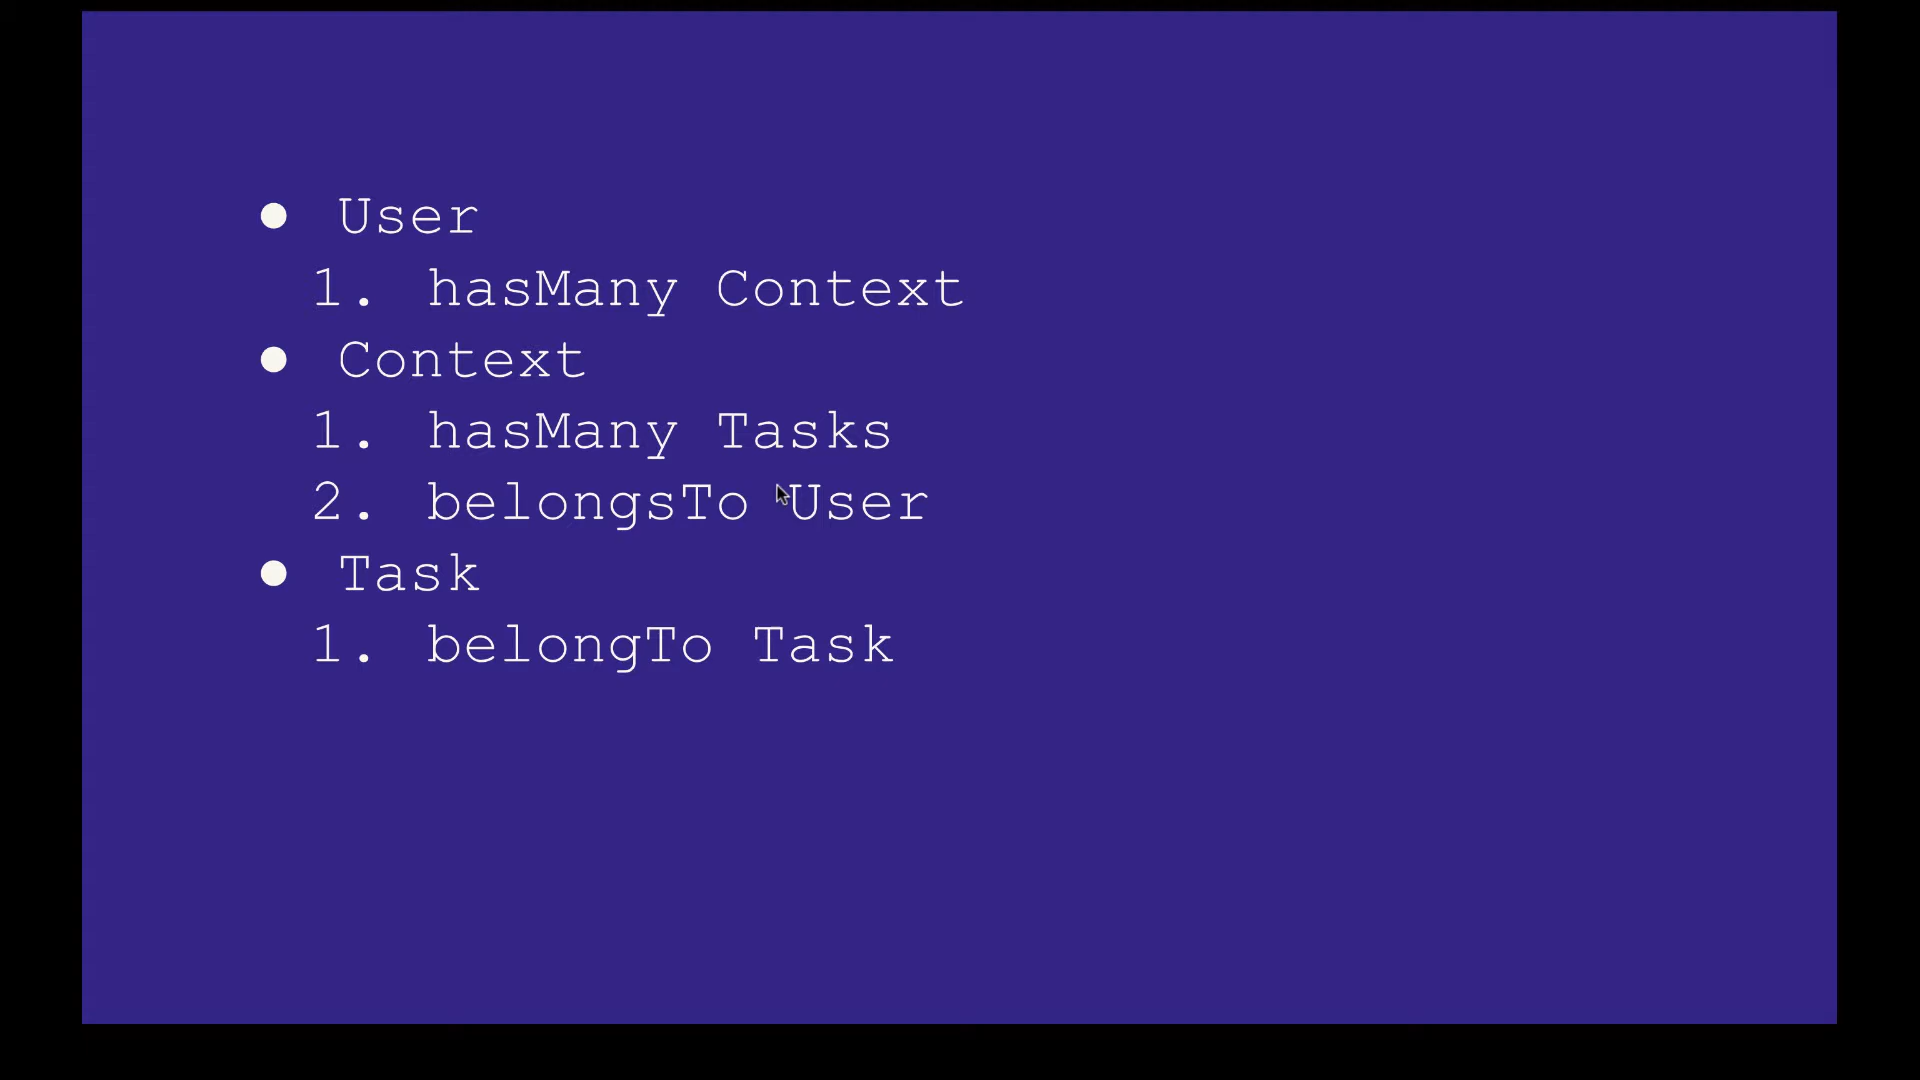 ● User
1. hasMany Context
● Context
1. hasMany Tasks
2. belongsTo User
● Task
1. belongTo Task